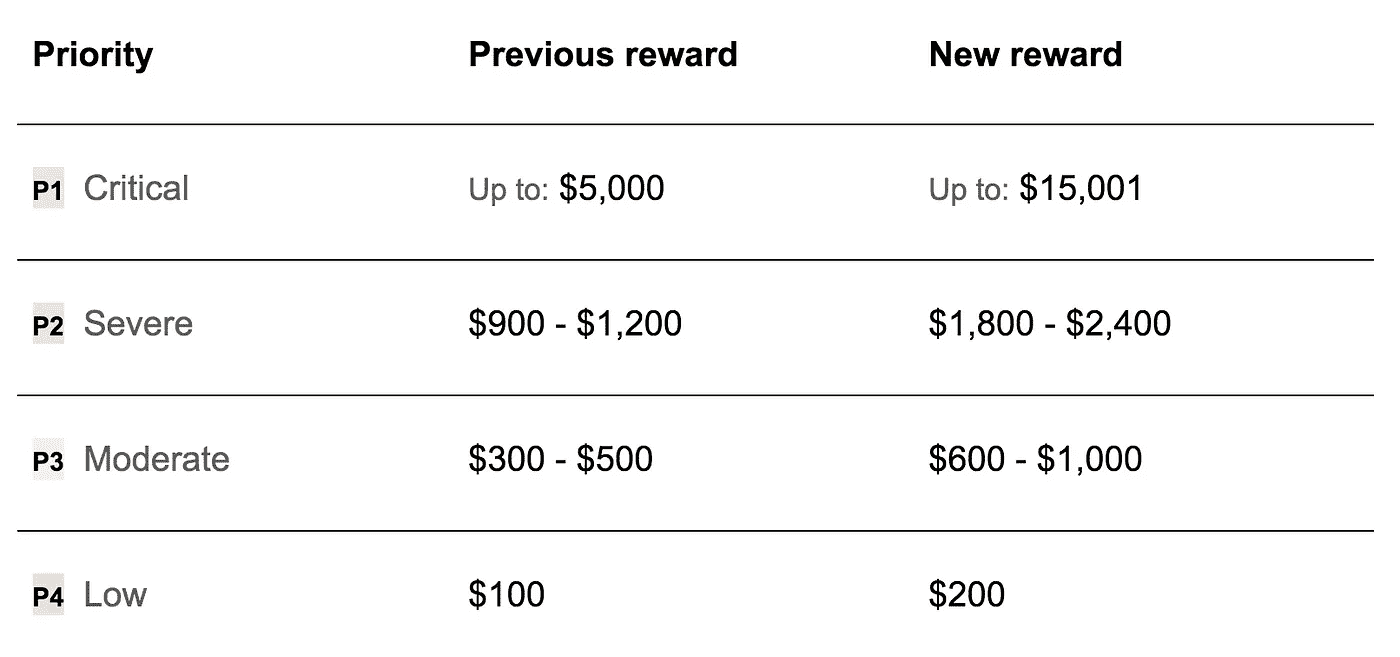 Priority Previous reward New reward
P1 Critical Up to: $5,000 Up to: $15,001
P2 Severe $900 - $1,200 $1,800 - $2,400
P3 Moderate $300 - $500 $600 - $1,000
P4 Low $100 $200